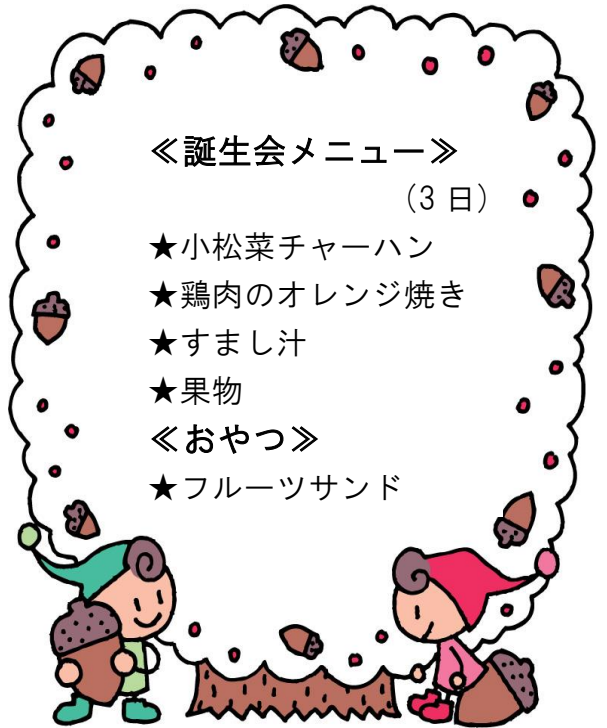 ≪誕生会メニュー≫
（3日）
★小松菜チャーハン
★鶏肉のオレンジ焼き
★すまし汁
★果物
≪おやつ≫
★フルーツサンド